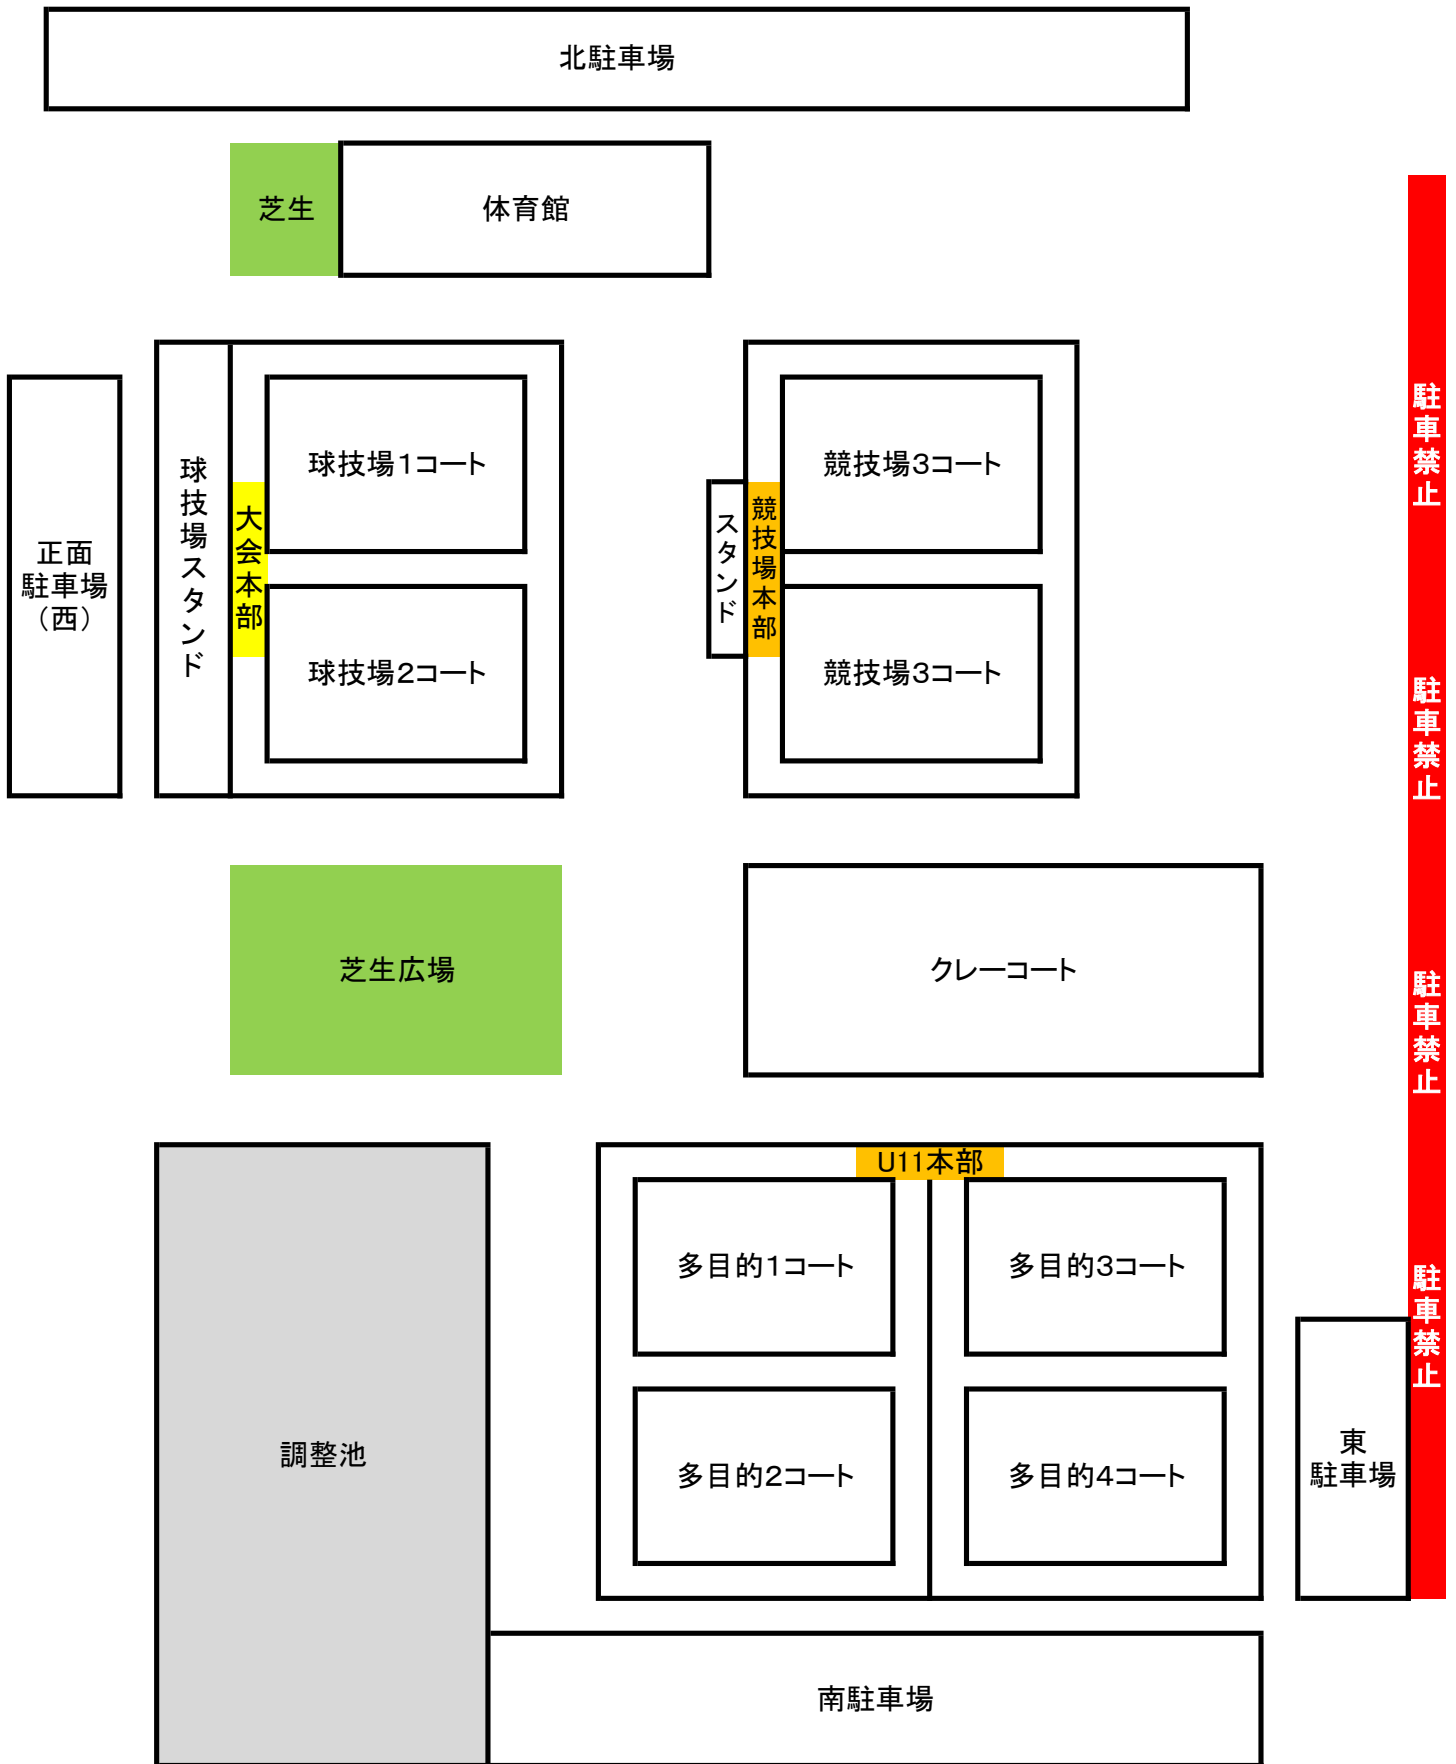 北駐車場
芝生
体育館
正面
駐車場
（西）
球技場スタンド
大会本部
球技場1コート
球技場2コート
スタンド
競技場本部
競技場3コート
競技場3コート
駐車禁止
駐車禁止
駐車禁止
駐車禁止
芝生広場
クレーコート
調整池
U11本部
多目的1コート
多目的3コート
多目的2コート
多目的4コート
東
駐車場
南駐車場